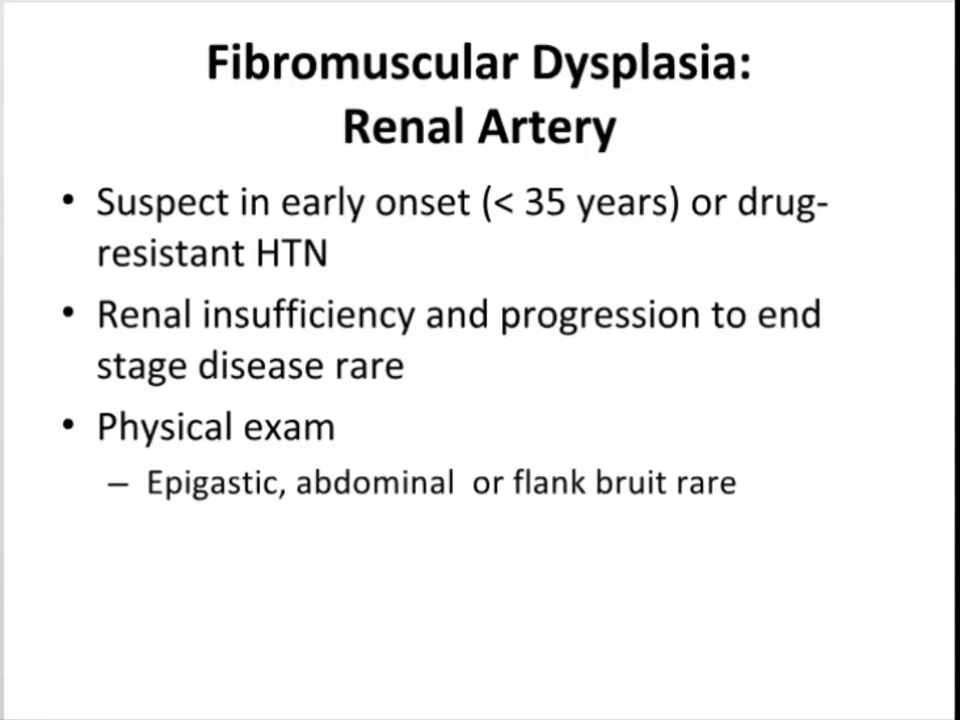 Fibromuscular Dysplasia:
Renal Artery
• Suspect in early onset (< 35 years) or drug-
resistant HTN
• Renal insufficiency and progression to end
stage disease rare
• Physical exam
– Epigastic, abdominal  or flank bruit rare